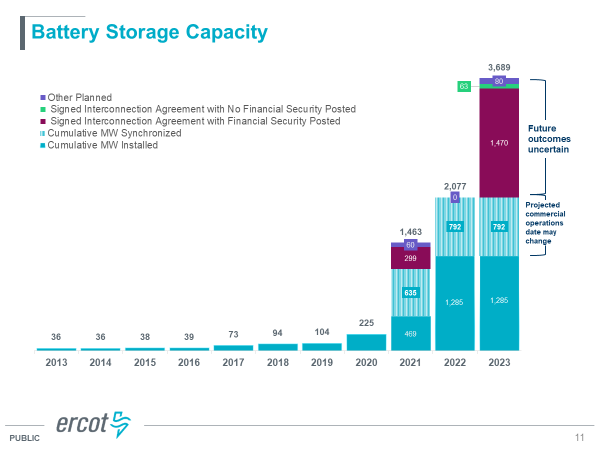 Battery Storage Capacity
Other Planned
Signed Interconnection Agreement with No Financial Security Posted
Signed Interconnection Agreement with Financial Security Posted
Cumulative MW Synchronized
Cumulative MW Installed
3,689
80
63
1,470
Future
outcomes
uncertain
2,077
0
Projected
commercial
operations
date may
change
792
792
1,463
60
299
635
1,285
1,285
469
225
104
94
73
39
38
36
36
2013 2014 2015 2016 2017 2018 2019 2020 2021 2022 2023
ercot
PUBLIC
11